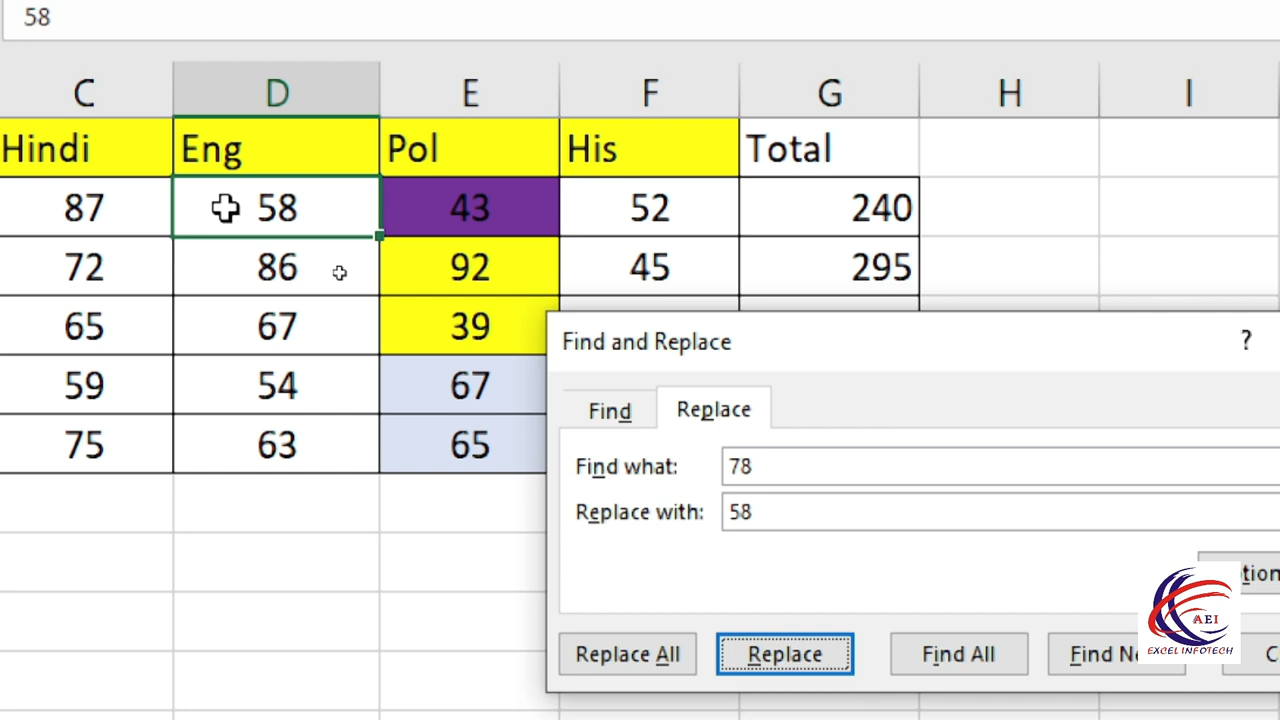 58
C D E F G H I
Hindi Eng Pol His Total
87 58 43 52 240
72 86 92 45 295
65 67 39
59 54 67
75 63 65
Find and Replace ?
Find Replace
Find what: 78
Replace with: 58
AEI
EXCEL INFOTECH
Replace All Replace Find All Find